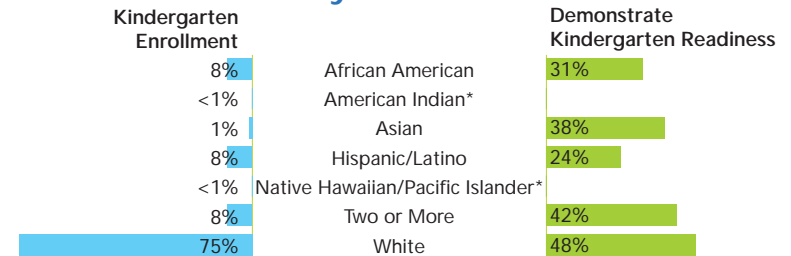 Kindergarten
Enrollment
Demonstrate
Kindergarten Readiness
8% African American 31%
<1% American Indian*
1% Asian 38%
8% Hispanic/Latino 24%
<1% Native Hawaiian/Pacific Islander*
8% Two or More 42%
75% White 48%